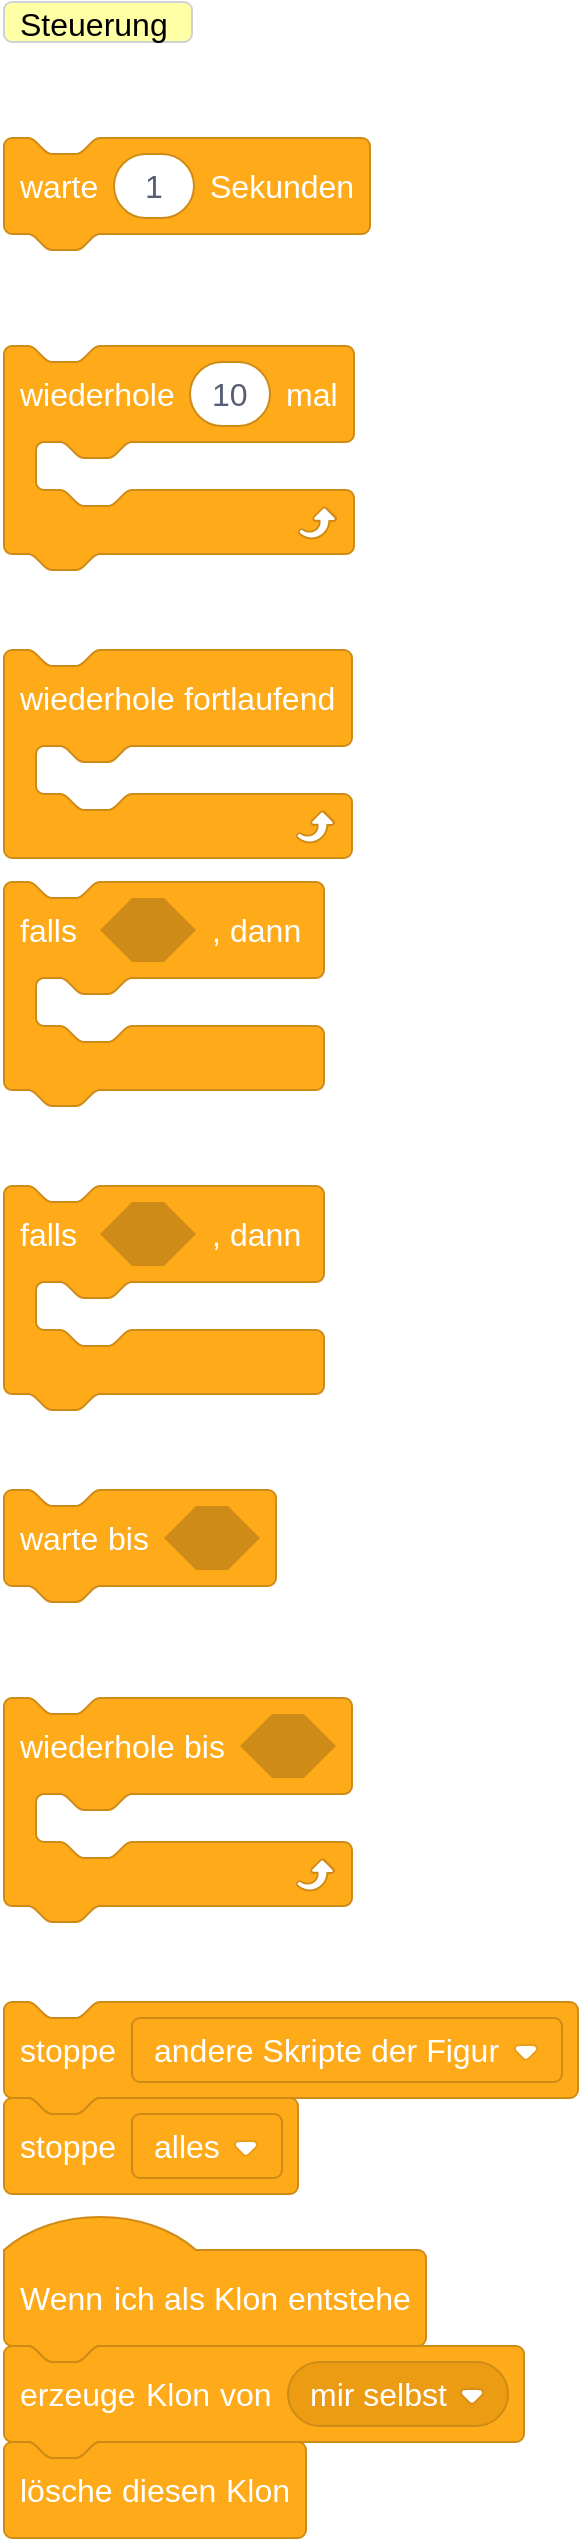 Steuerung
warte 1 Sekunden
wiederhole 10 mal
wiederhole fortlaufend
falls , dann
falls , dann
warte bis
wiederhole bis
stoppe andere Skripte der Figur
stoppe alles
Wenn ich als Klon entstehe
erzeuge Klon von mir selbst
lösche diesen Klon